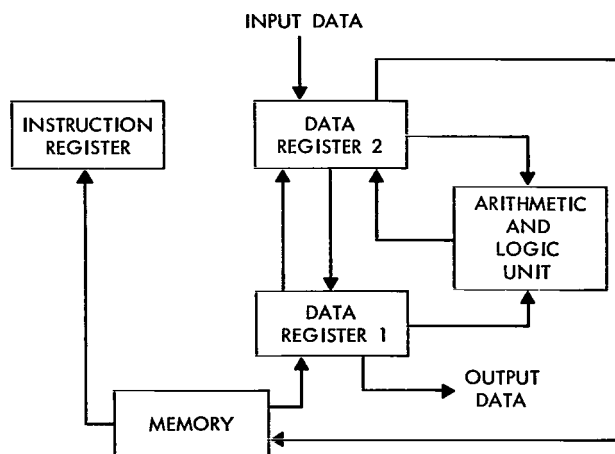 INPUT DATA
INSTRUCTION
REGISTER
DATA
REGISTER 2
ARITHMETIC
AND
LOGIC
UNIT
DATA
REGISTER 1
OUTPUT
DATA
MEMORY